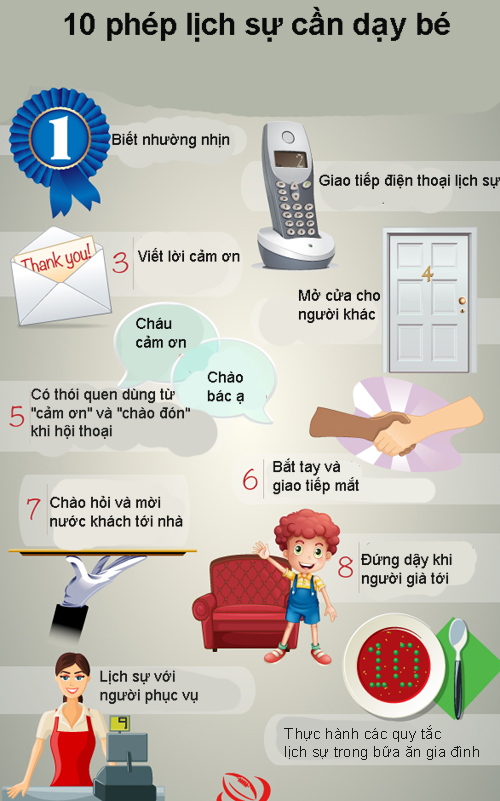 10 phép lịch sự cần dạy bé
1
Biết nhường nhịn
2
Giao tiếp điện thoại lịch sự
Thank you!
3
Viết lời cảm ơn
4
Mở cửa cho
người khác
Cháu
cảm ơn
Chào
bác ạ
5
Có thói quen dùng từ
"cảm ơn" và "chào đón"
khi hội thoại
6
Bắt tay và
giao tiếp mắt
7
Chào hỏi và mời
nước khách tới nhà
8
Đứng dậy khi
người già tới
9
Lịch sự với
người phục vụ
10
Thực hành các quy tắc
lịch sự trong bữa ăn gia đình